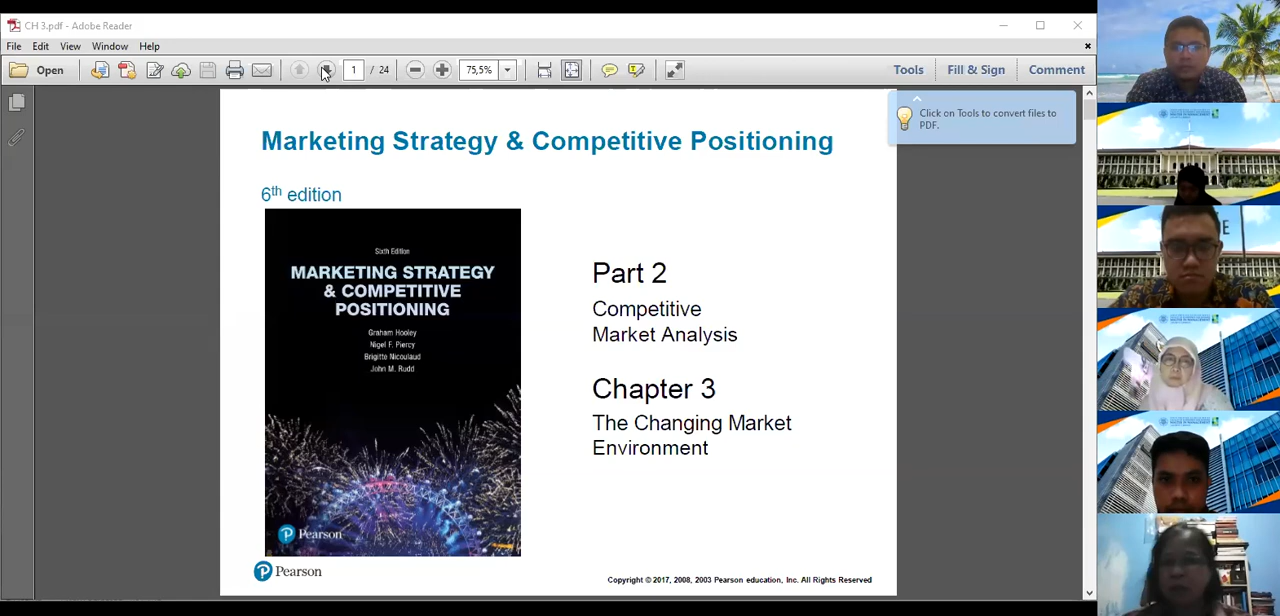 CH 3.pdf - Adobe Reader
File Edit View Window Help
Open 1 / 24 75,5% Tools Fill & Sign Comment
Click on Tools to convert files to
PDF.
Marketing Strategy & Competitive Positioning
6th edition
Sixth Edition
MARKETING STRATEGY
& COMPETITIVE
POSITIONING
Graham Hooley
Nigel F. Piercy
Brigitte Nicoulaud
John M. Rudd
Pearson
Part 2
Competitive
Market Analysis
Chapter 3
The Changing Market
Environment
Pearson
Copyright © 2017, 2008, 2003 Pearson education, Inc. All Rights Reserved